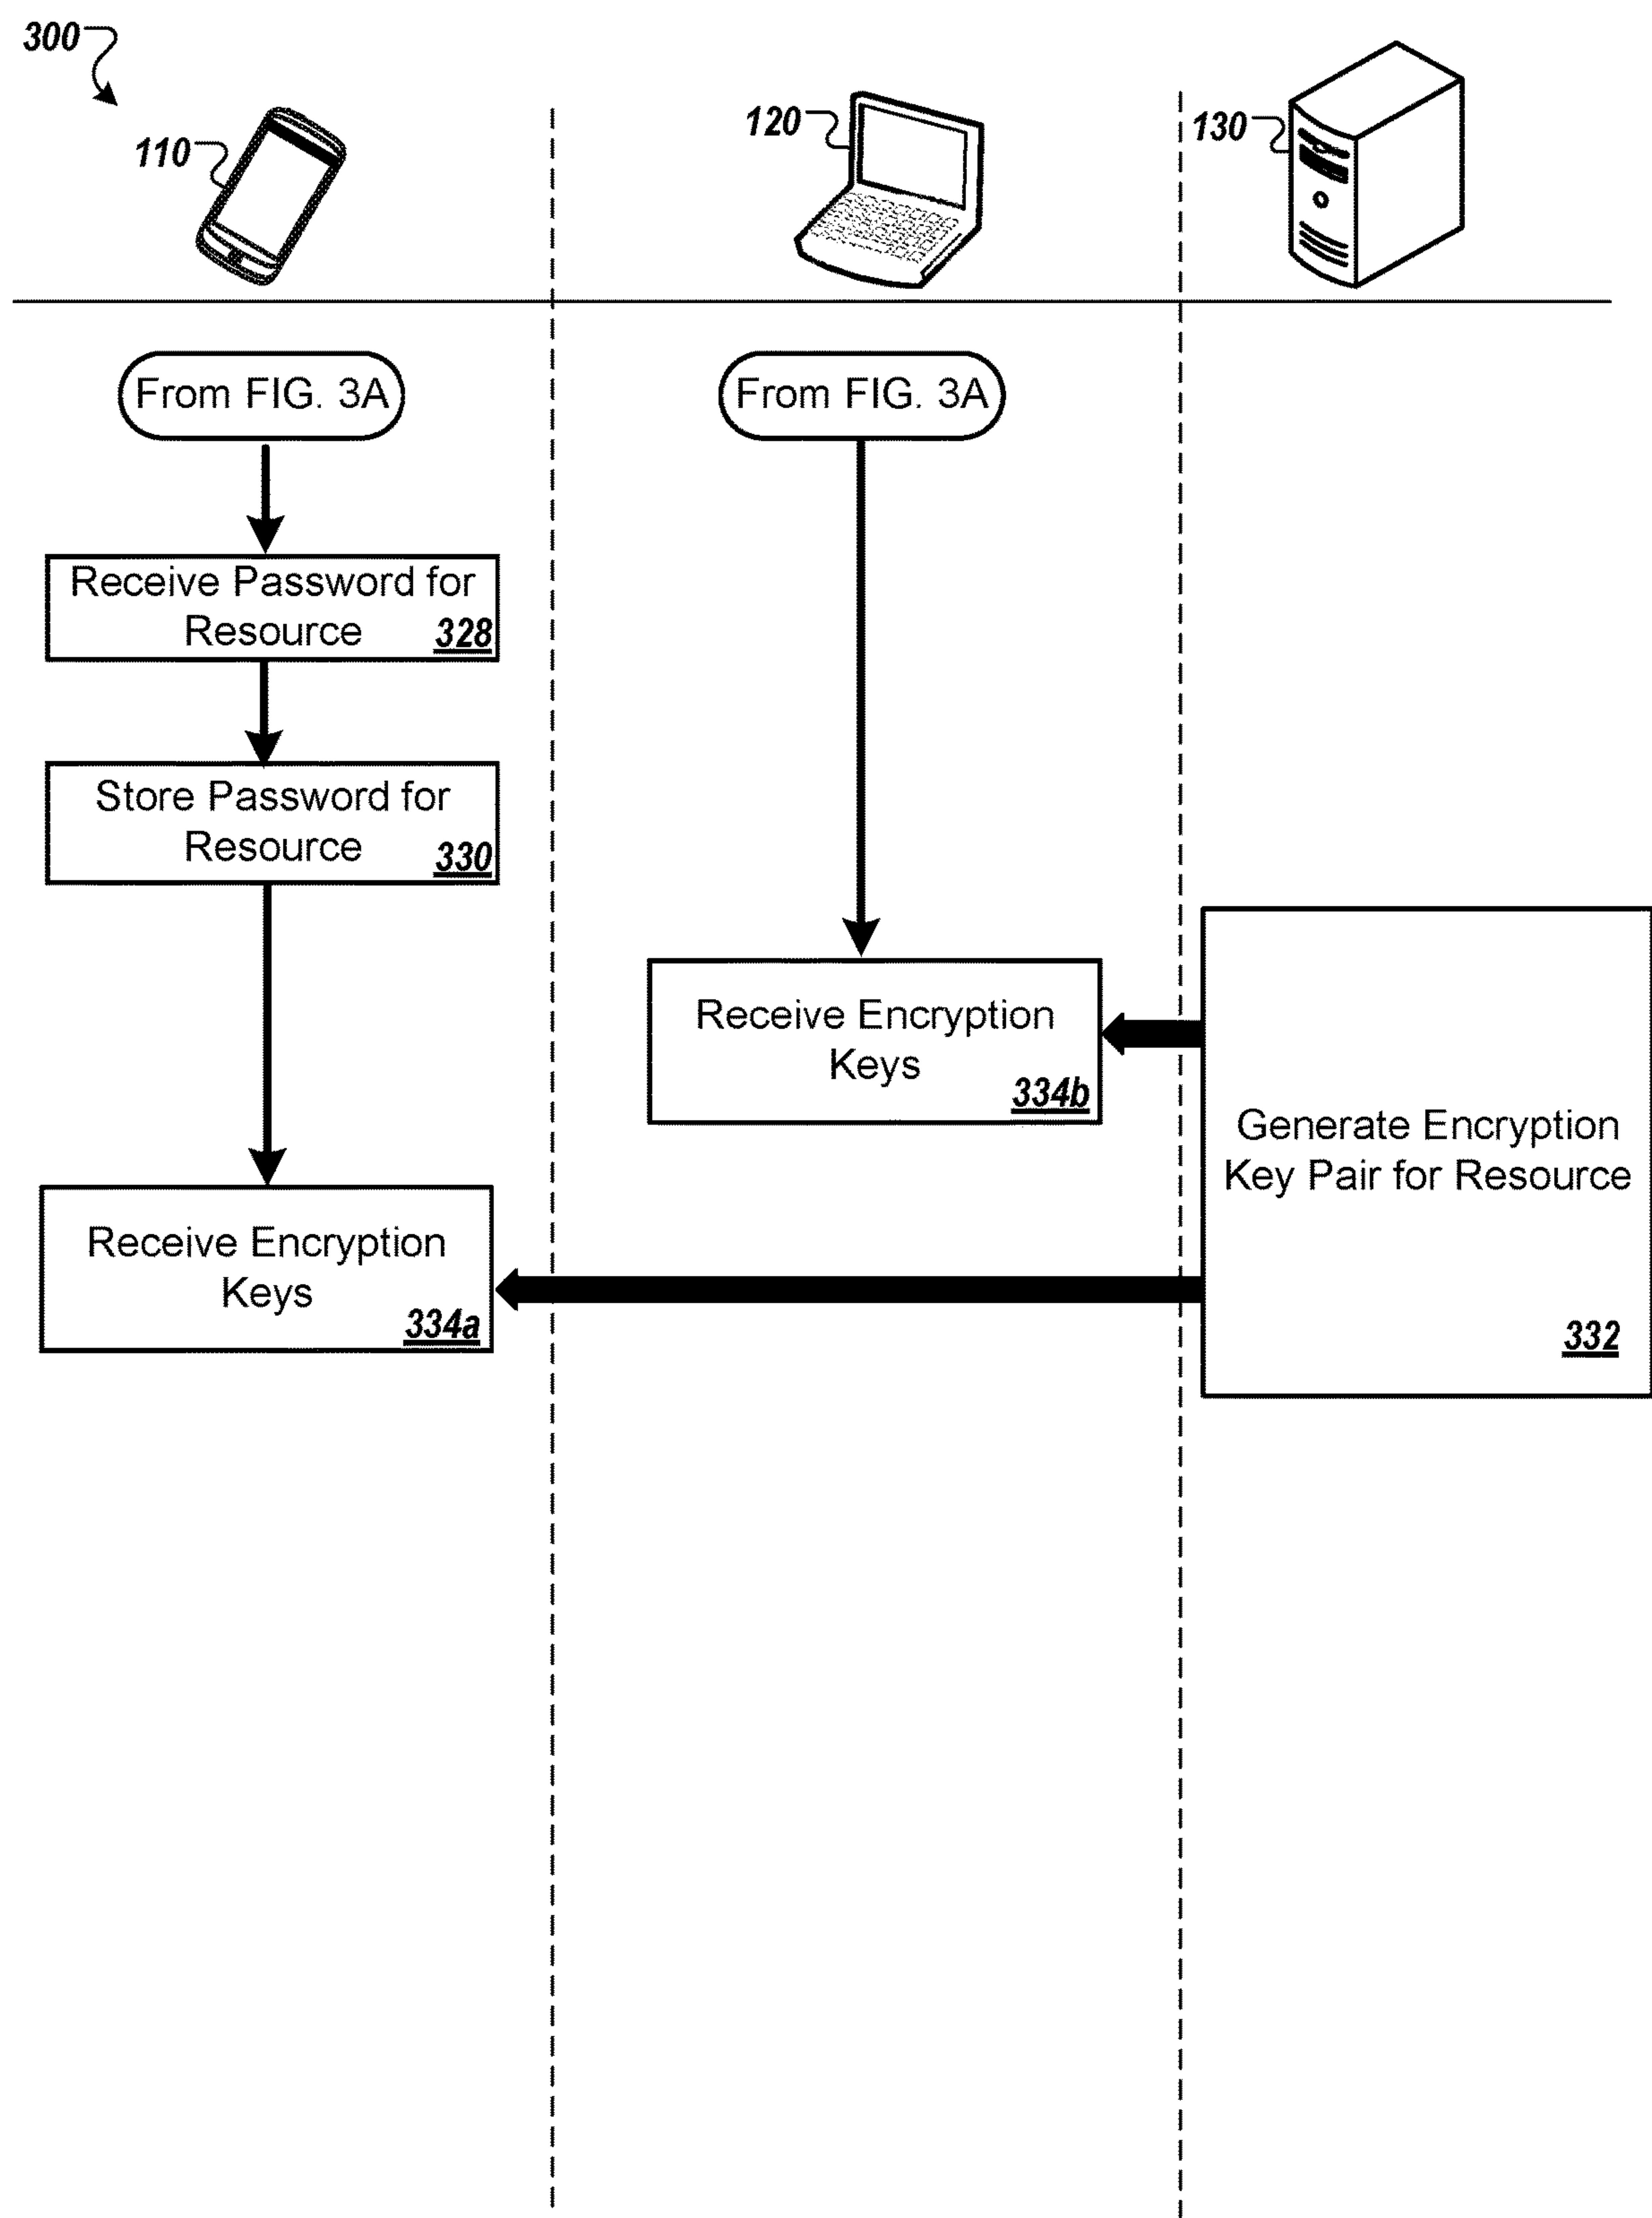 300
110
120
130
From FIG. 3A
From FIG. 3A
Receive Password for
Resource 328
Store Password for
Resource 330
Receive Encryption
Keys
334b
Generate Encryption
Key Pair for Resource
332
Receive Encryption
Keys
334a